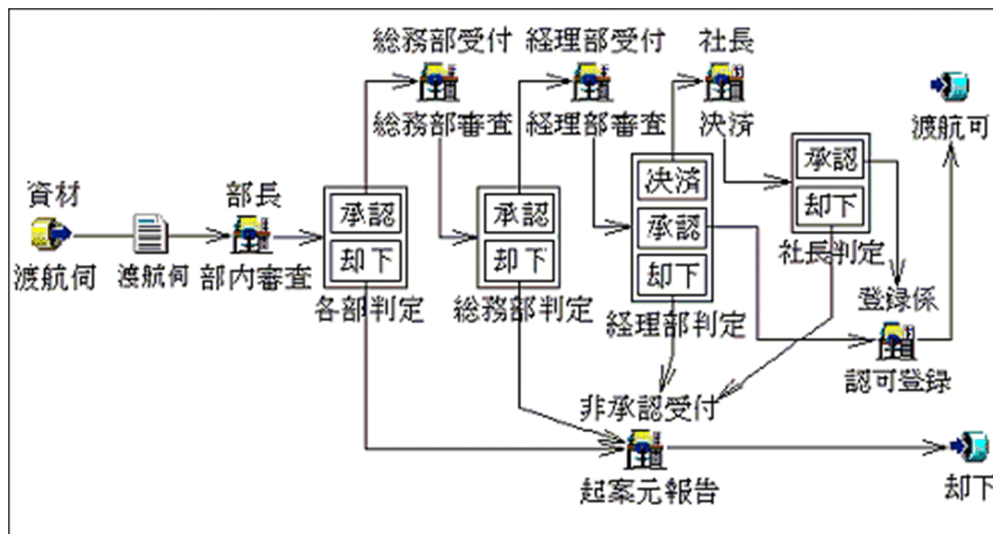 総務部受付
経理部受付
社長
総務部審査
経理部審査
決済
渡航可
資材
渡航伺
渡航伺
部長
部内審査
承認
却下
各部判定
承認
却下
総務部判定
決済
承認
却下
経理部判定
承認
却下
社長判定
登録係
認可登録
非承認受付
起案元報告
却下